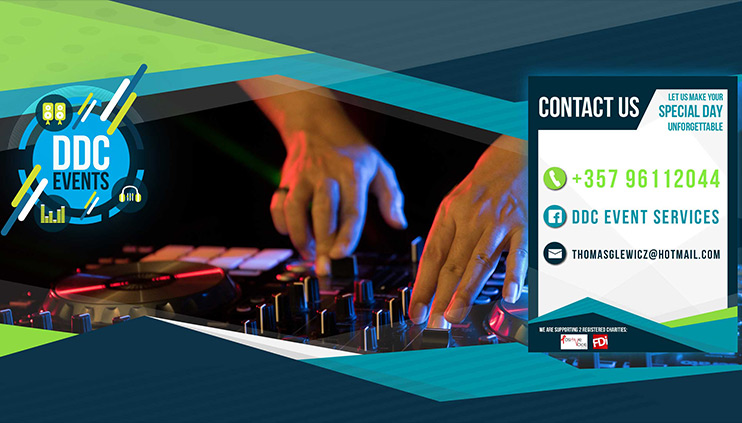 DDC
EVENTS
CONTACT US
LET US MAKE YOUR
SPECIAL DAY
UNFORGETTABLE
+357 96112044
DDC EVENT SERVICES
THOMASGLEWICZ@HOTMAIL.COM
WE ARE SUPPORTING 2 REGISTERED CHARITIES:
FDi